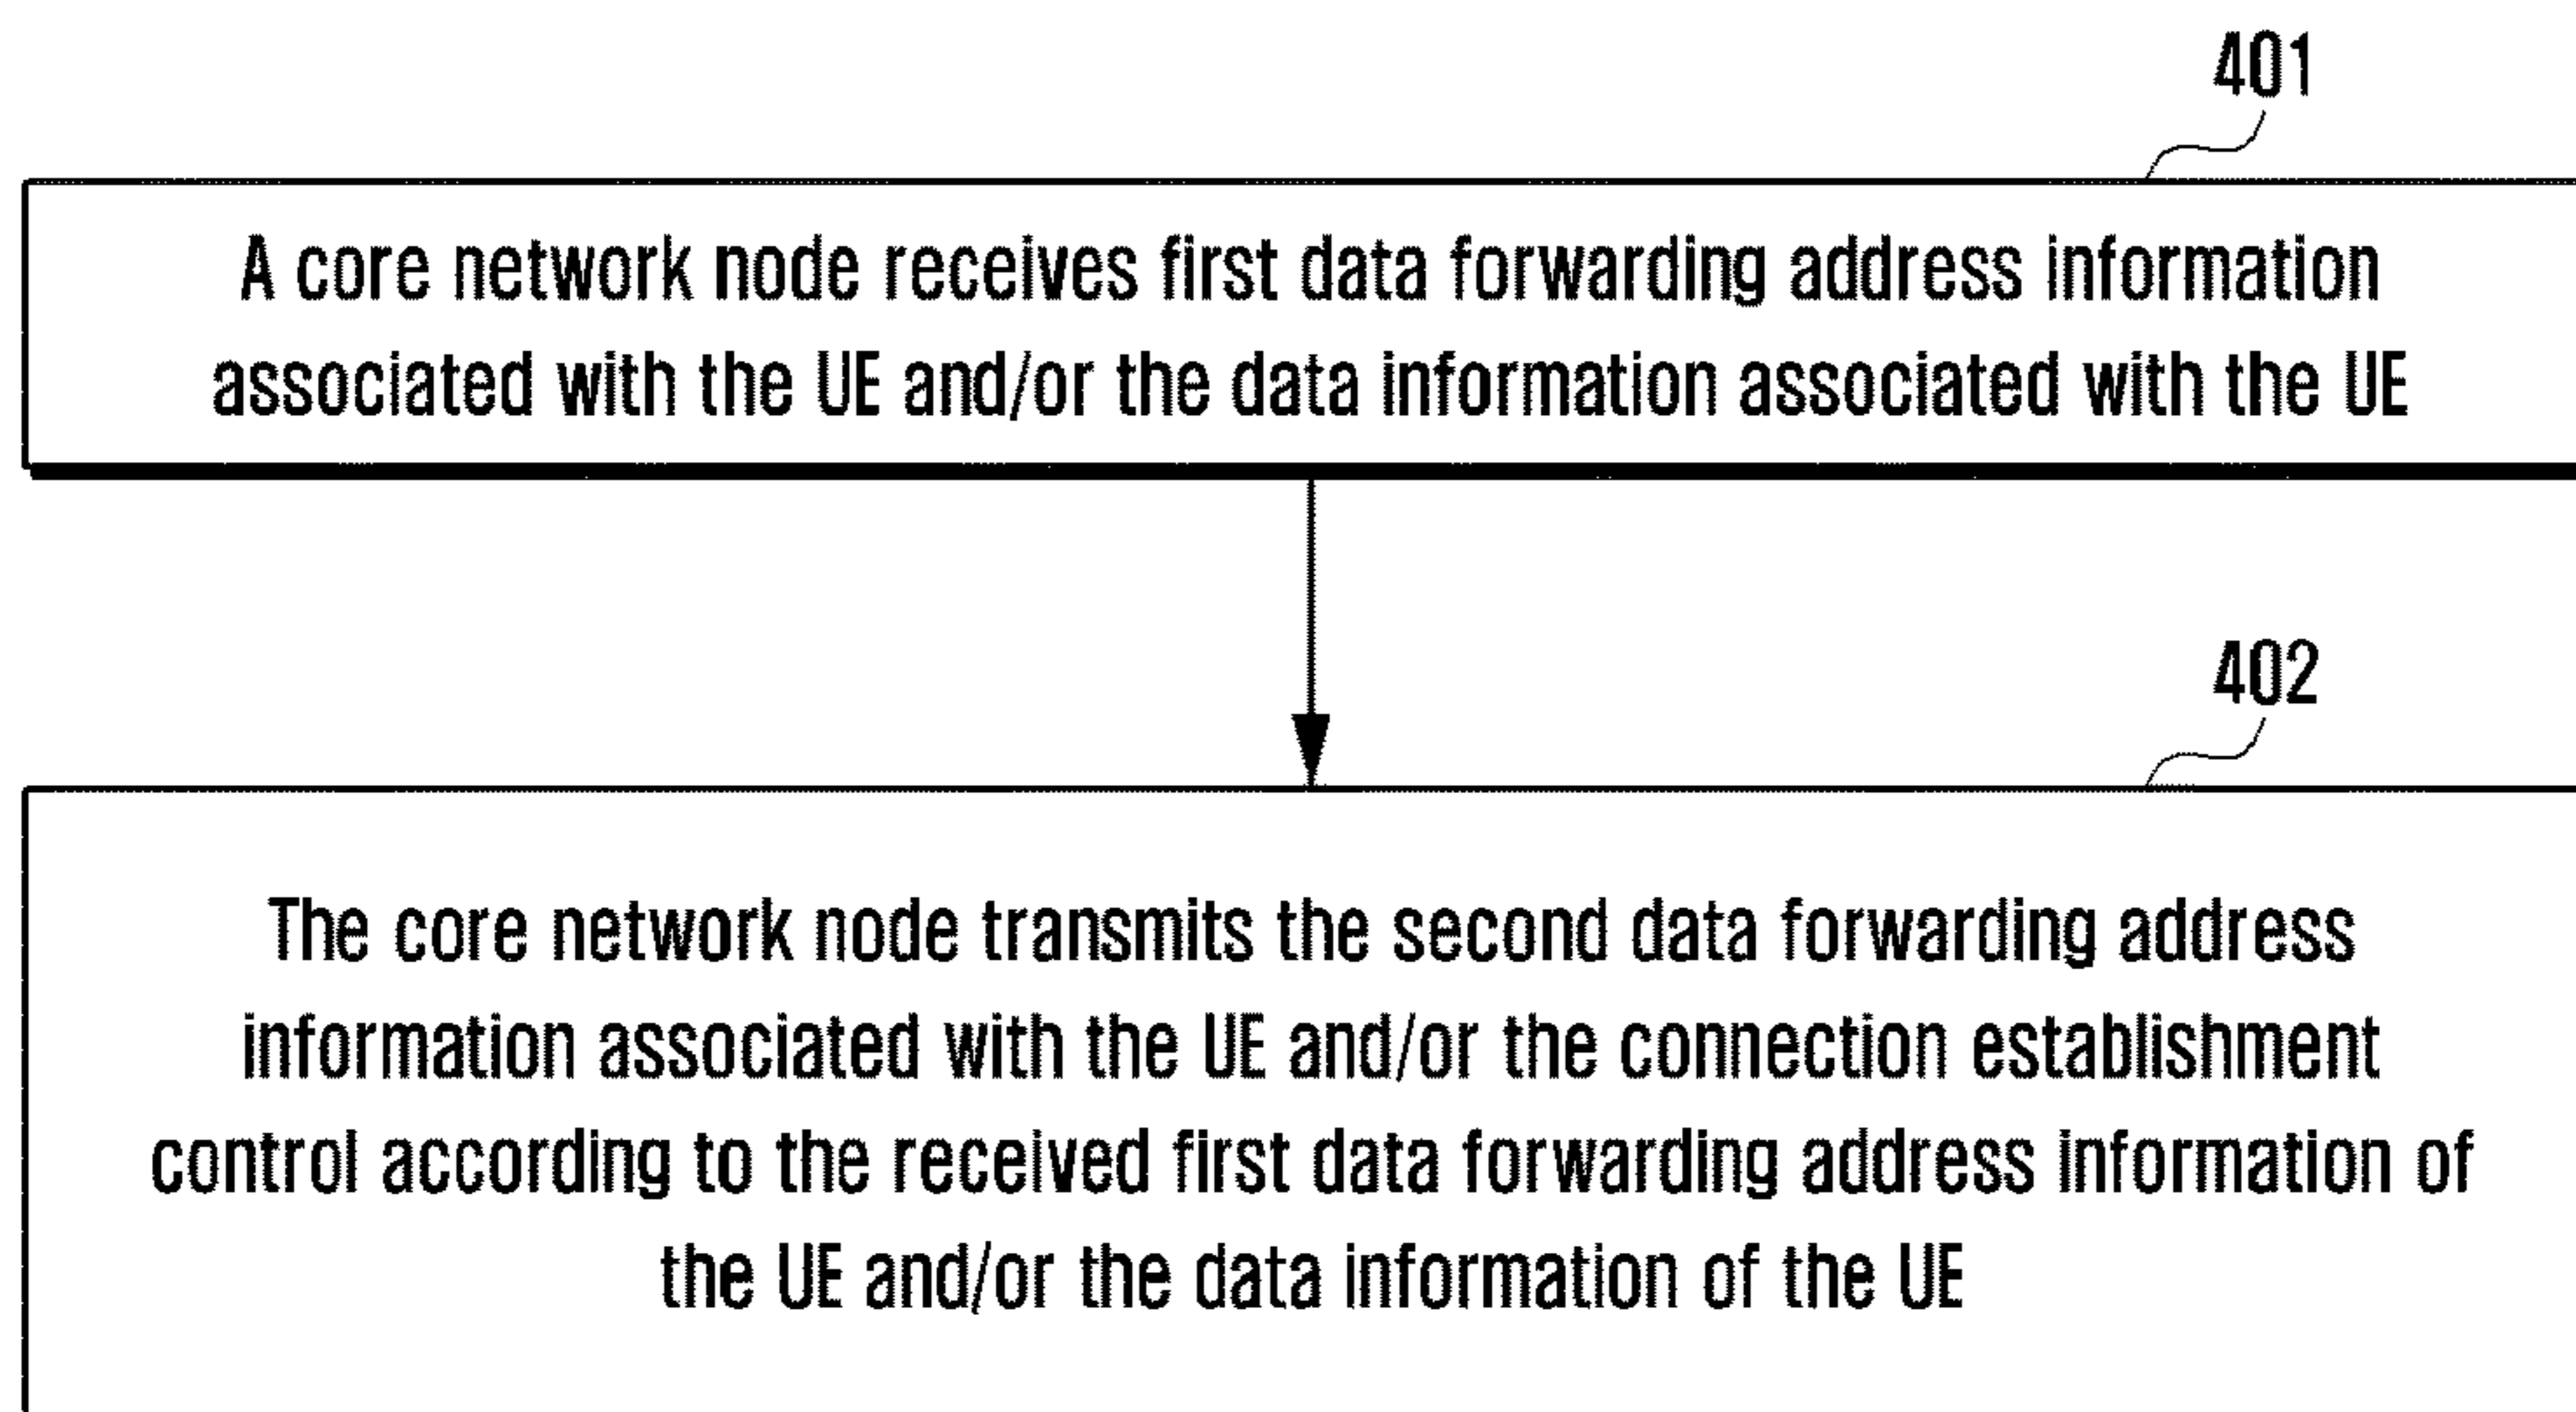 401
A core network node receives first data forwarding address information
associated with the UE and/or the data information associated with the UE
402
The core network node transmits the second data forwarding address
information associated with the UE and/or the connection establishment
control according to the received first data forwarding address information of
the UE and/or the data information of the UE